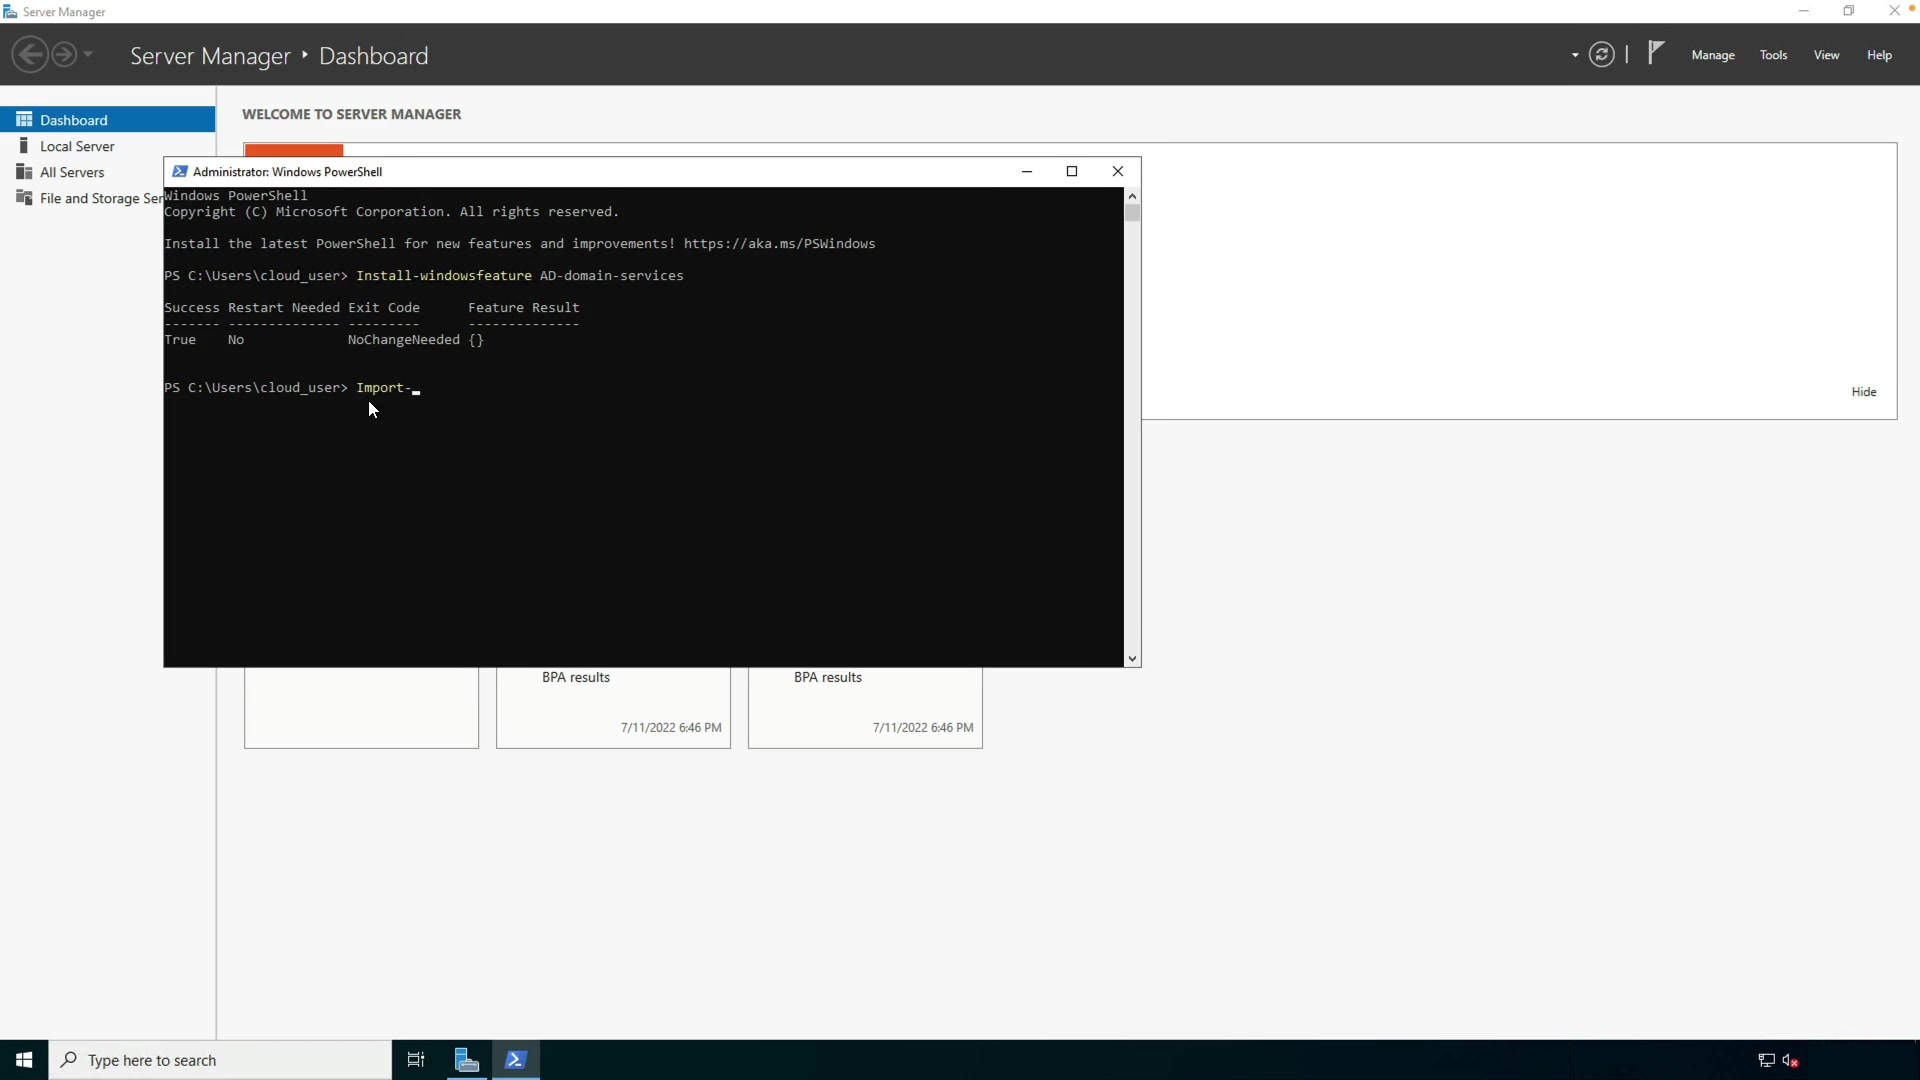 Server Manager
Server Manager ‣ Dashboard
Manage Tools View Help
Dashboard
Local Server
All Servers
File and Storage Ser
WELCOME TO SERVER MANAGER
Administrator: Windows PowerShell
Windows PowerShell
Copyright (C) Microsoft Corporation. All rights reserved.
Install the latest PowerShell for new features and improvements! https://aka.ms/PSWindows
PS C:\Users\cloud_user> Install-windowsfeature AD-domain-services
Success Restart Needed Exit Code      Feature Result
------- -------------- ---------      --------------
True    No             NoChangeNeeded {}
PS C:\Users\cloud_user> Import-_
Hide
BPA results
7/11/2022 6:46 PM
BPA results
7/11/2022 6:46 PM
Type here to search